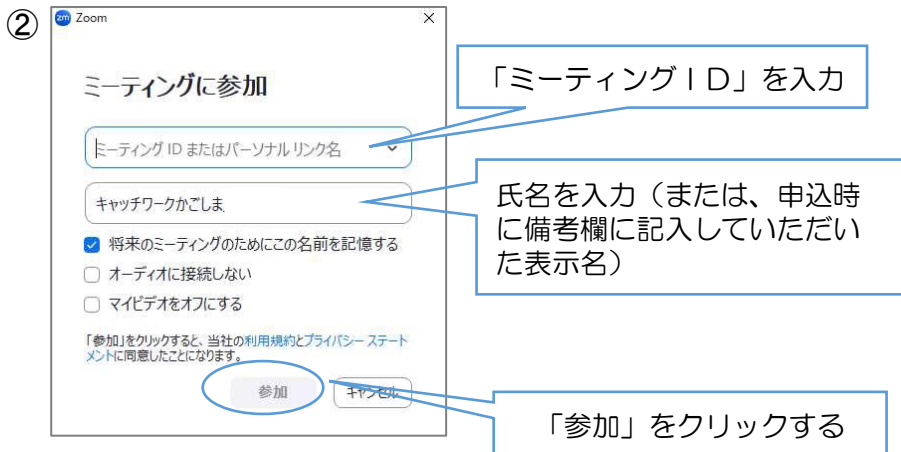 ②
zm Zoom
ミーティングに参加
「ミーティングＩＤ」を入力
ミーティング ID またはパーソナル リンク名
キャッチワークかごしま
氏名を入力（または、申込時
に備考欄に記入していただい
た表示名）
将来のミーティングのためにこの名前を記憶する
オーディオに接続しない
マイビデオをオフにする
「参加」をクリックすると、当社の利用規約とプライバシー ステート
メントに同意したことになります。
参加
キャンセル
「参加」をクリックする